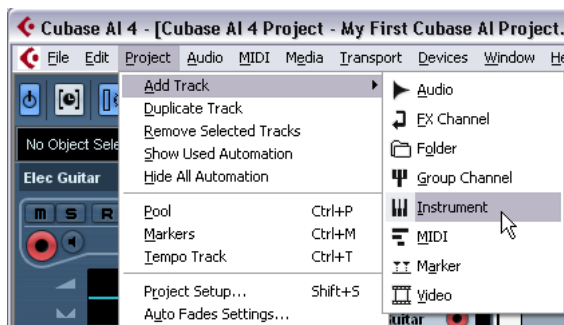 Cubase AI 4 - [Cubase AI 4 Project - My First Cubase AI Project.
File Edit Project Audio MIDI Media Transport Devices Window He
Add Track
Duplicate Track
Remove Selected Tracks
Show Used Automation
Hide All Automation
Pool Ctrl+P
Markers Ctrl+M
Tempo Track Ctrl+T
Project Setup... Shift+S
Auto Fades Settings...
Audio
FX Channel
Folder
Group Channel
Instrument
MIDI
Marker
Video
No Object Sele
Elec Guitar
m S R
uitar